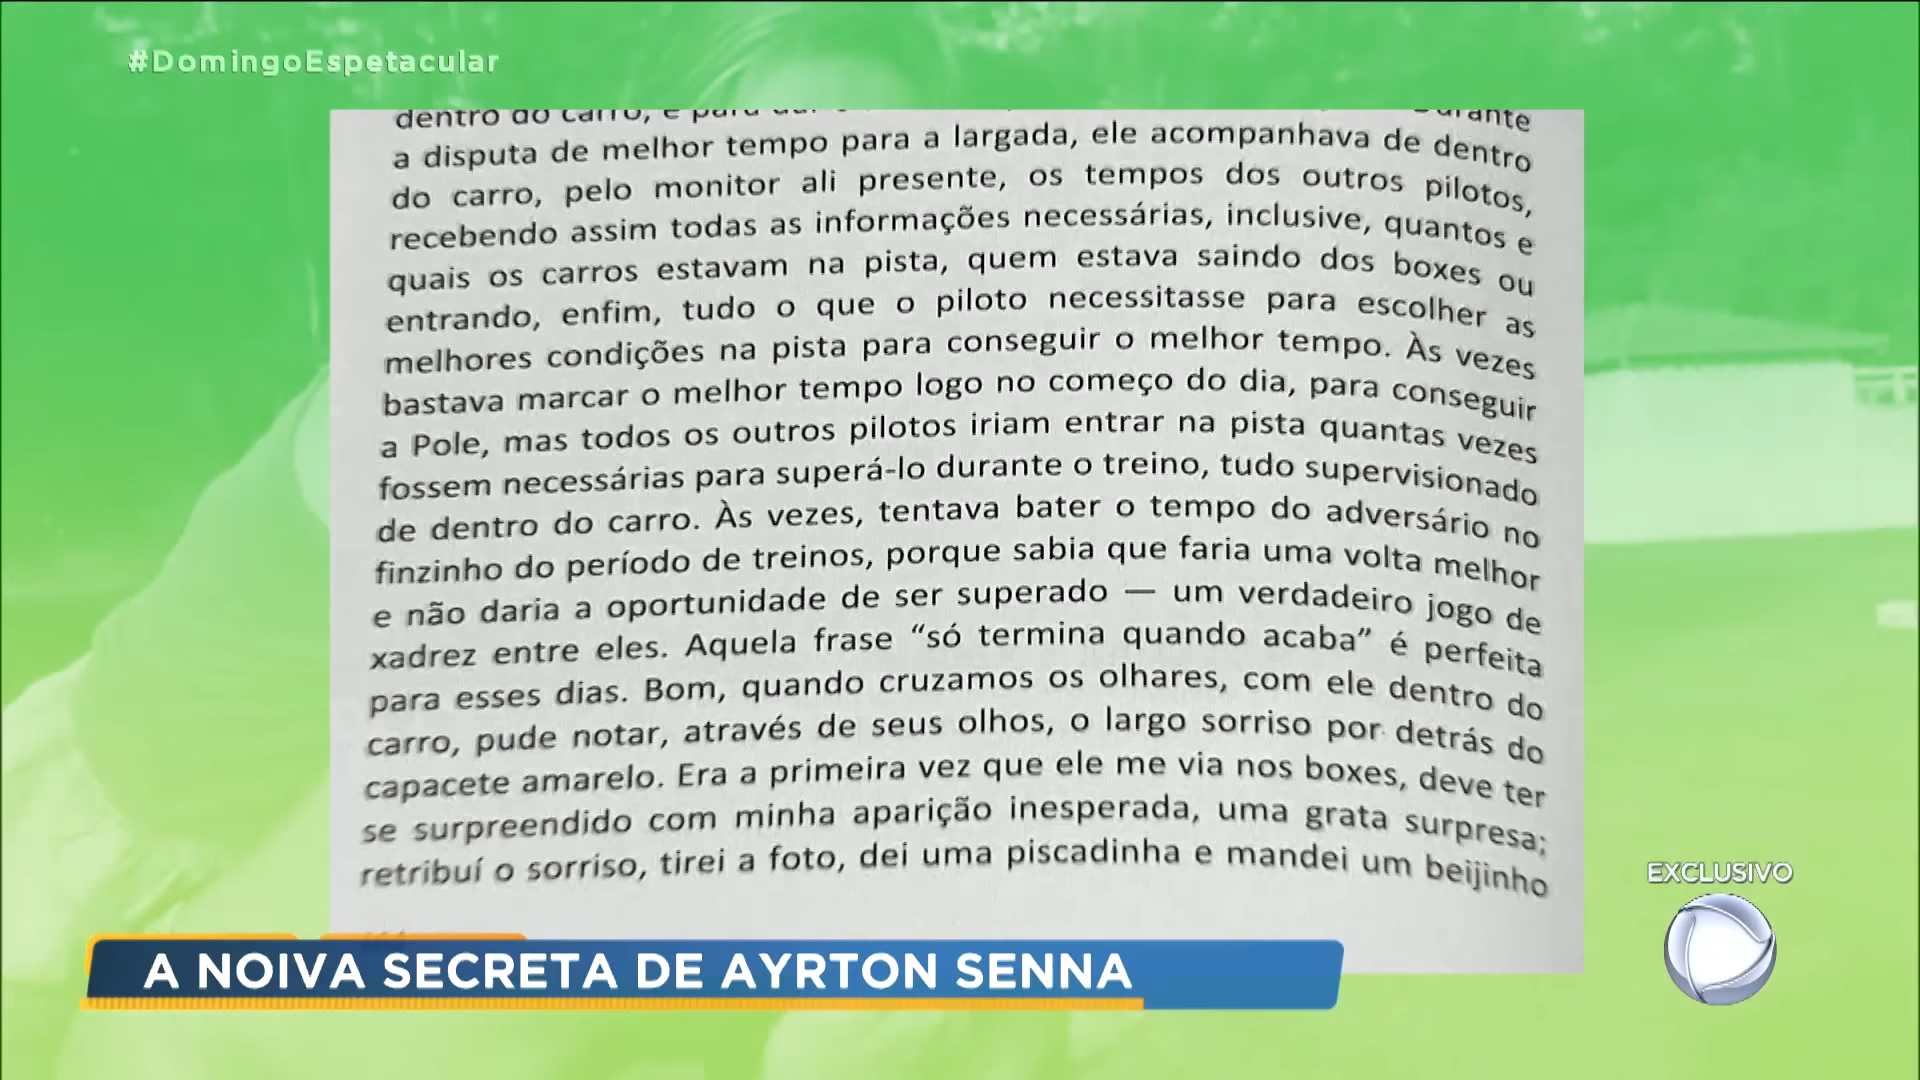 #DomingoEspetacular
dentro do carro, e para Durante
a disputa de melhor tempo para a largada, ele acompanhava de dentro
do carro, pelo monitor ali presente, os tempos dos outros pilotos,
recebendo assim todas as informações necessárias, inclusive, quantos e
quais os carros estavam na pista, quem estava saindo dos boxes ou
entrando, enfim, tudo o que o piloto necessitasse para escolher as
melhores condições na pista para conseguir o melhor tempo. Às vezes
bastava marcar o melhor tempo logo no começo do dia, para conseguir
a Pole, mas todos os outros pilotos iriam entrar na pista quantas vezes
fossem necessárias para superá-lo durante o treino, tudo supervisionado
de dentro do carro. Às vezes, tentava bater o tempo do adversário no
finzinho do período de treinos, porque sabia que faria uma volta melhor
e não daria a oportunidade de ser superado — um verdadeiro jogo de
xadrez entre eles. Aquela frase “só termina quando acaba” é perfeita
para esses dias. Bom, quando cruzamos os olhares, com ele dentro do
carro, pude notar, através de seus olhos, o largo sorriso por detrás do
capacete amarelo. Era a primeira vez que ele me via nos boxes, deve ter
se surpreendido com minha aparição inesperada, uma grata surpresa;
retribuí o sorriso, tirei a foto, dei uma piscadinha e mandei um beijinho
EXCLUSIVO
A NOIVA SECRETA DE AYRTON SENNA